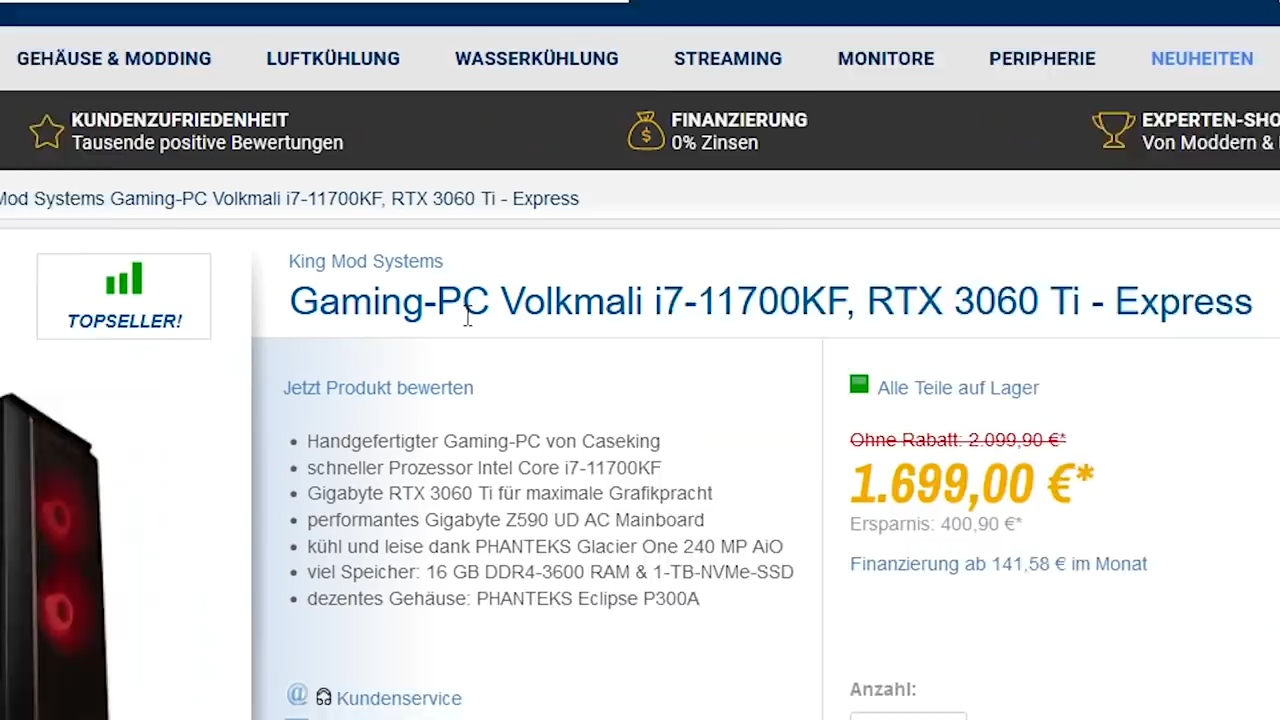 GEHÄUSE & MODDING LUFTKÜHLUNG WASSERKÜHLUNG STREAMING MONITORE PERIPHERIE NEUHEITEN
KUNDENZUFRIEDENHEIT
Tausende positive Bewertungen
FINANZIERUNG
0% Zinsen
EXPERTEN-SHO
Von Moddern &
Mod Systems Gaming-PC Volkmali i7-11700KF, RTX 3060 Ti - Express
TOPSELLER!
King Mod Systems
Gaming-PC Volkmali i7-11700KF, RTX 3060 Ti - Express
Jetzt Produkt bewerten
• Handgefertigter Gaming-PC von Caseking
• schneller Prozessor Intel Core i7-11700KF
• Gigabyte RTX 3060 Ti für maximale Grafikpracht
• performantes Gigabyte Z590 UD AC Mainboard
• kühl und leise dank PHANTEKS Glacier One 240 MP AiO
• viel Speicher: 16 GB DDR4-3600 RAM & 1-TB-NVMe-SSD
• dezentes Gehäuse: PHANTEKS Eclipse P300A
@ Kundenservice
Alle Teile auf Lager
Ohne Rabatt: 2.099,90 €*
1.699,00 €*
Ersparnis: 400,90 €*
Finanzierung ab 141,58 € im Monat
Anzahl: